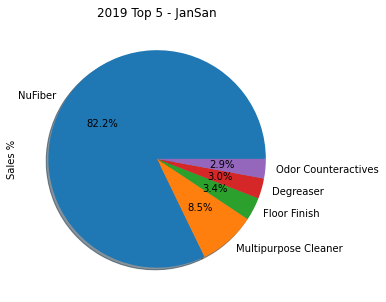 2019 Top 5 - JanSan
NuFiber
82.2%
Sales %
2.9%
Odor Counteractives
3.0%
Degreaser
3.4%
Floor Finish
8.5%
Multipurpose Cleaner